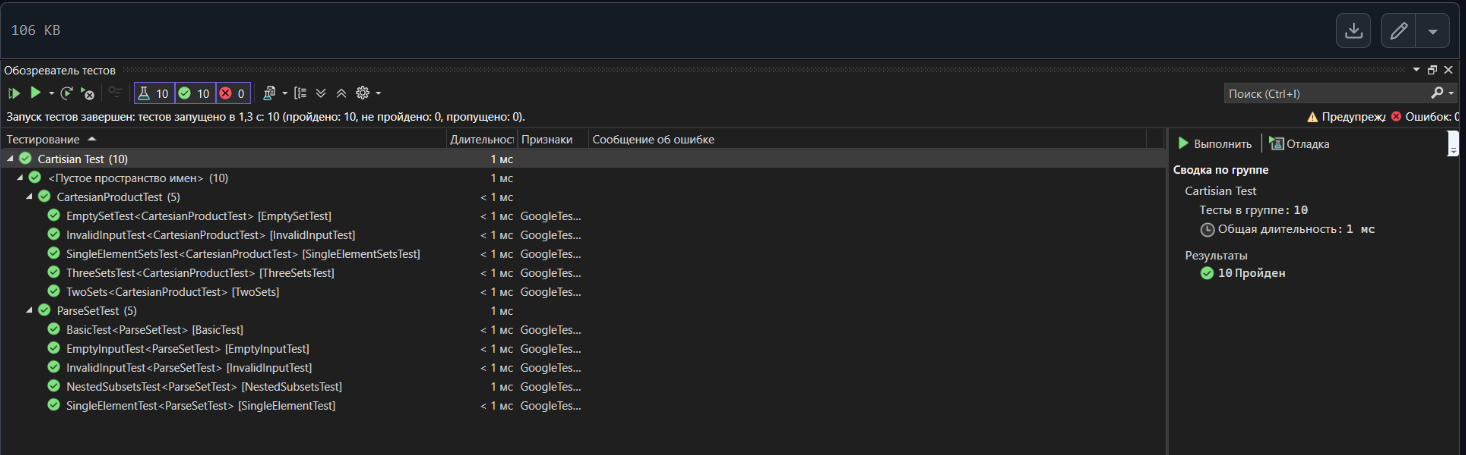 106 KB
Обозреватель тестов
10 10 0
Поиск (Ctrl+I)
Запуск тестов завершен: тестов запущено в 1,3 с: 10 (пройдено: 10, не пройдено: 0, пропущено: 0).
Предупреж Ошибок: 0
Тестирование Длительност Признаки Сообщение об ошибке
Cartisian Test (10) 1 мс
<Пустое пространство имен> (10) 1 мс
CartesianProductTest (5) < 1 мс
EmptySetTest<CartesianProductTest> [EmptySetTest] < 1 мс GoogleTes...
InvalidInputTest<CartesianProductTest> [InvalidInputTest] < 1 мс GoogleTes...
SingleElementSetsTest<CartesianProductTest> [SingleElementSetsTest] < 1 мс GoogleTes...
ThreeSetsTest<CartesianProductTest> [ThreeSetsTest] < 1 мс GoogleTes...
TwoSets<CartesianProductTest> [TwoSets] < 1 мс GoogleTes...
ParseSetTest (5) 1 мс
BasicTest<ParseSetTest> [BasicTest] < 1 мс GoogleTes...
EmptyInputTest<ParseSetTest> [EmptyInputTest] < 1 мс GoogleTes...
InvalidInputTest<ParseSetTest> [InvalidInputTest] < 1 мс GoogleTes...
NestedSubsetsTest<ParseSetTest> [NestedSubsetsTest] 1 мс GoogleTes...
SingleElementTest<ParseSetTest> [SingleElementTest] < 1 мс GoogleTes...
Выполнить Отладка
Сводка по группе
Cartisian Test
Тесты в группе: 10
Общая длительность: 1 мс
Результаты
10 Пройден